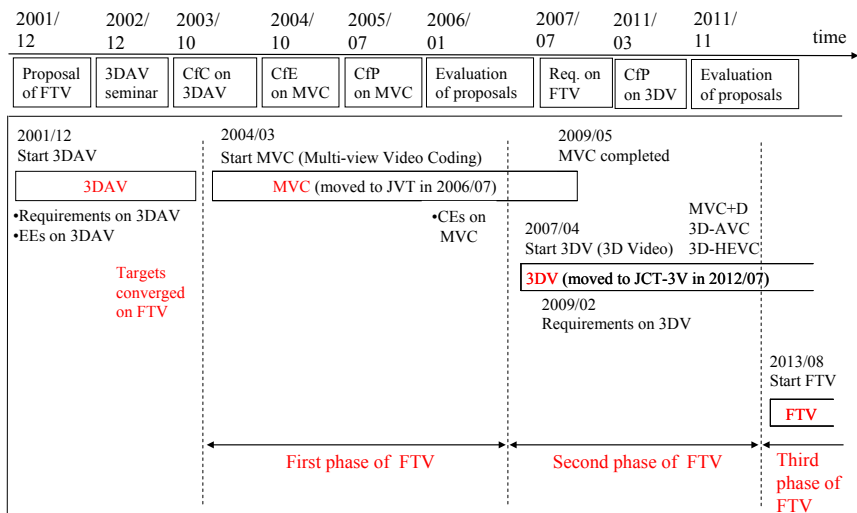 2001/
12
2002/
12
2003/
10
2004/
10
2005/
07
2006/
01
2007/
07
2011/
03
2011/
11
time
Proposal
of FTV
3DAV
seminar
CfC on
3DAV
CfE
on MVC
CfP
on MVC
Evaluation
of proposals
Req. on
FTV
CfP
on 3DV
Evaluation
of proposals
2001/12
Start 3DAV
3DAV
•Requirements on 3DAV
•EEs on 3DAV
Targets
converged
on FTV
2004/03
Start MVC (Multi-view Video Coding)
MVC (moved to JVT in 2006/07)
•CEs on
MVC
2009/05
MVC completed
2007/04
Start 3DV (3D Video)
MVC+D
3D-AVC
3D-HEVC
3DV (moved to JCT-3V in 2012/07)
2009/02
Requirements on 3DV
2013/08
Start FTV
FTV
First phase of FTV
Second phase of FTV
Third
phase of
FTV